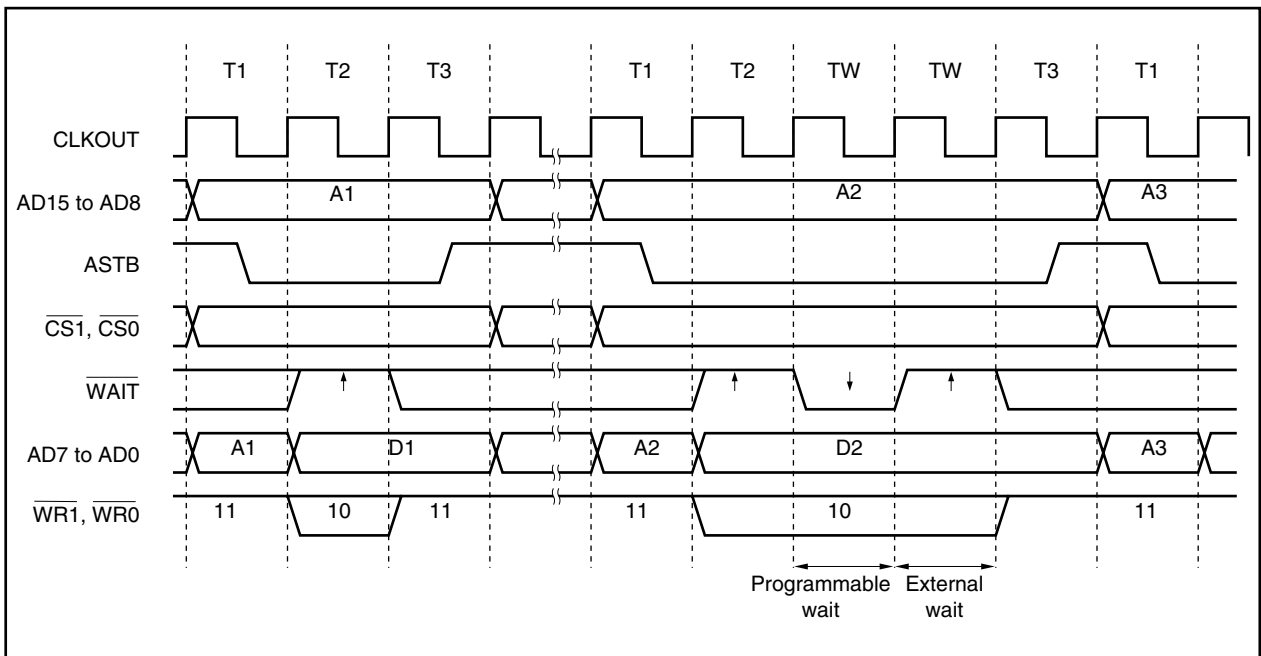 T1 T2 T3 T1 T2 TW TW T3 T1
CLKOUT
AD15 to AD8 A1 A2 A3
ASTB
CS1, CS0
WAIT
AD7 to AD0 A1 D1 A2 D2 A3
WR1, WR0 11 10 11 11 10 11
Programmable wait
External wait